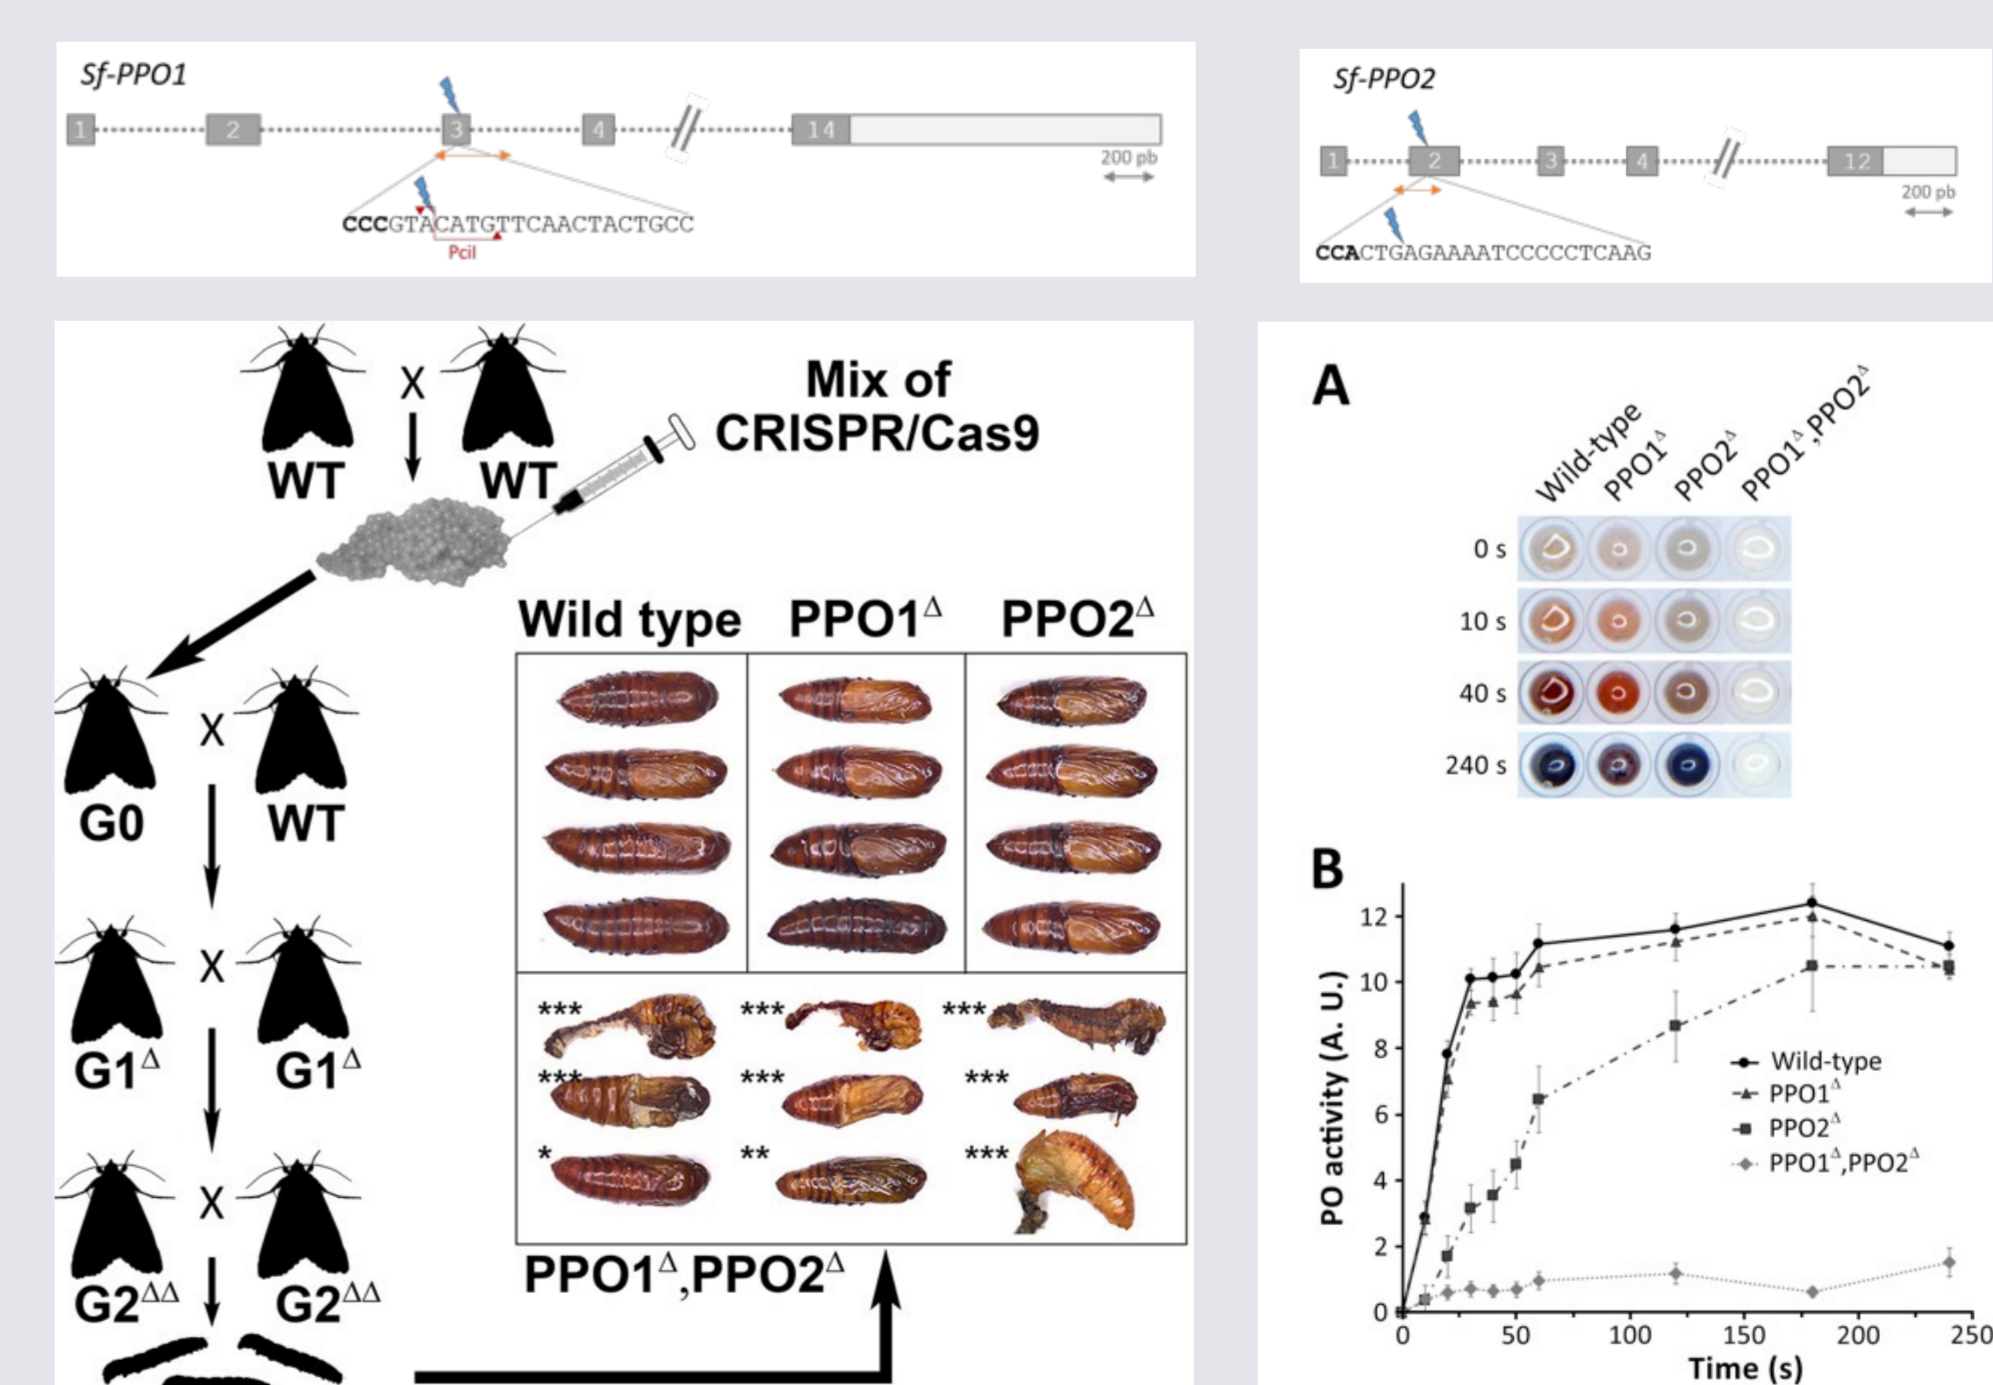 Sf-PPO1
1 2 3 4 14
200 pb
CCCGTACATGTTCAACTACTGCC
PciI
Sf-PPO2
1 2 3 4 12
200 pb
CCACTGAGAAAATCCCCCTCAAG
WT X WT
Mix of
CRISPR/Cas9
G0 X WT
G1Δ X G1Δ
G2ΔΔ X G2ΔΔ
Wild type PPO1Δ PPO2Δ
*** *** ***
*** *** ***
* ** ***
PPO1Δ,PPO2Δ
A
Wild-type PPO1Δ PPO2Δ PPO1Δ,PPO2Δ
0 s
10 s
40 s
240 s
B
PO activity (A. U.)
12
10
8
6
4
2
0
Wild-type
PPO1Δ
PPO2Δ
PPO1Δ,PPO2Δ
0 50 100 150 200 250
Time (s)